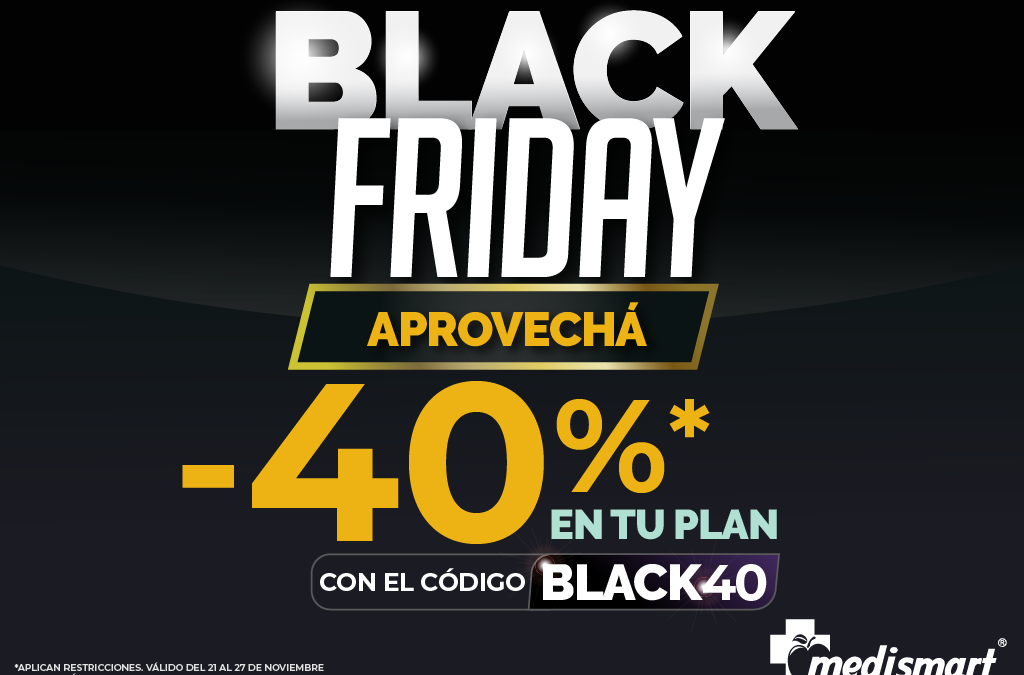 BLACK
FRIDAY
APROVECHÁ
-40%*
EN TU PLAN
CON EL CÓDIGO BLACK40
medismart®
*APLICAN RESTRICCIONES. VÁLIDO DEL 21 AL 27 DE NOVIEMBRE